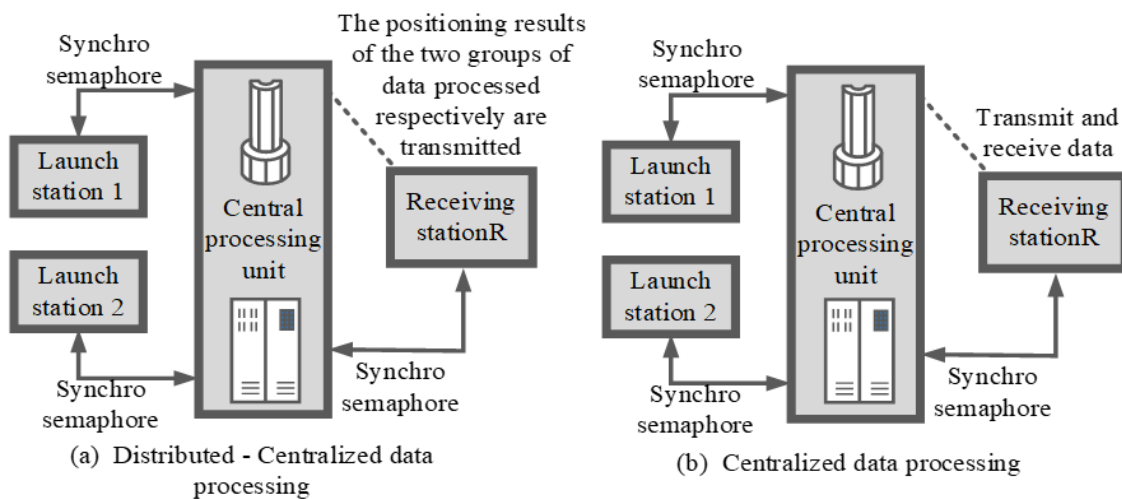 Synchro
semaphore
The positioning results
of the two groups of
data processed
respectively are
transmitted
Launch
station 1
Central
processing
unit
Receiving
stationR
Launch
station 2
Synchro
semaphore
Synchro
semaphore
(a) Distributed - Centralized data
processing
Synchro
semaphore
Transmit and
receive data
Launch
station 1
Central
processing
unit
Receiving
stationR
Launch
station 2
Synchro
semaphore
Synchro
semaphore
(b) Centralized data processing